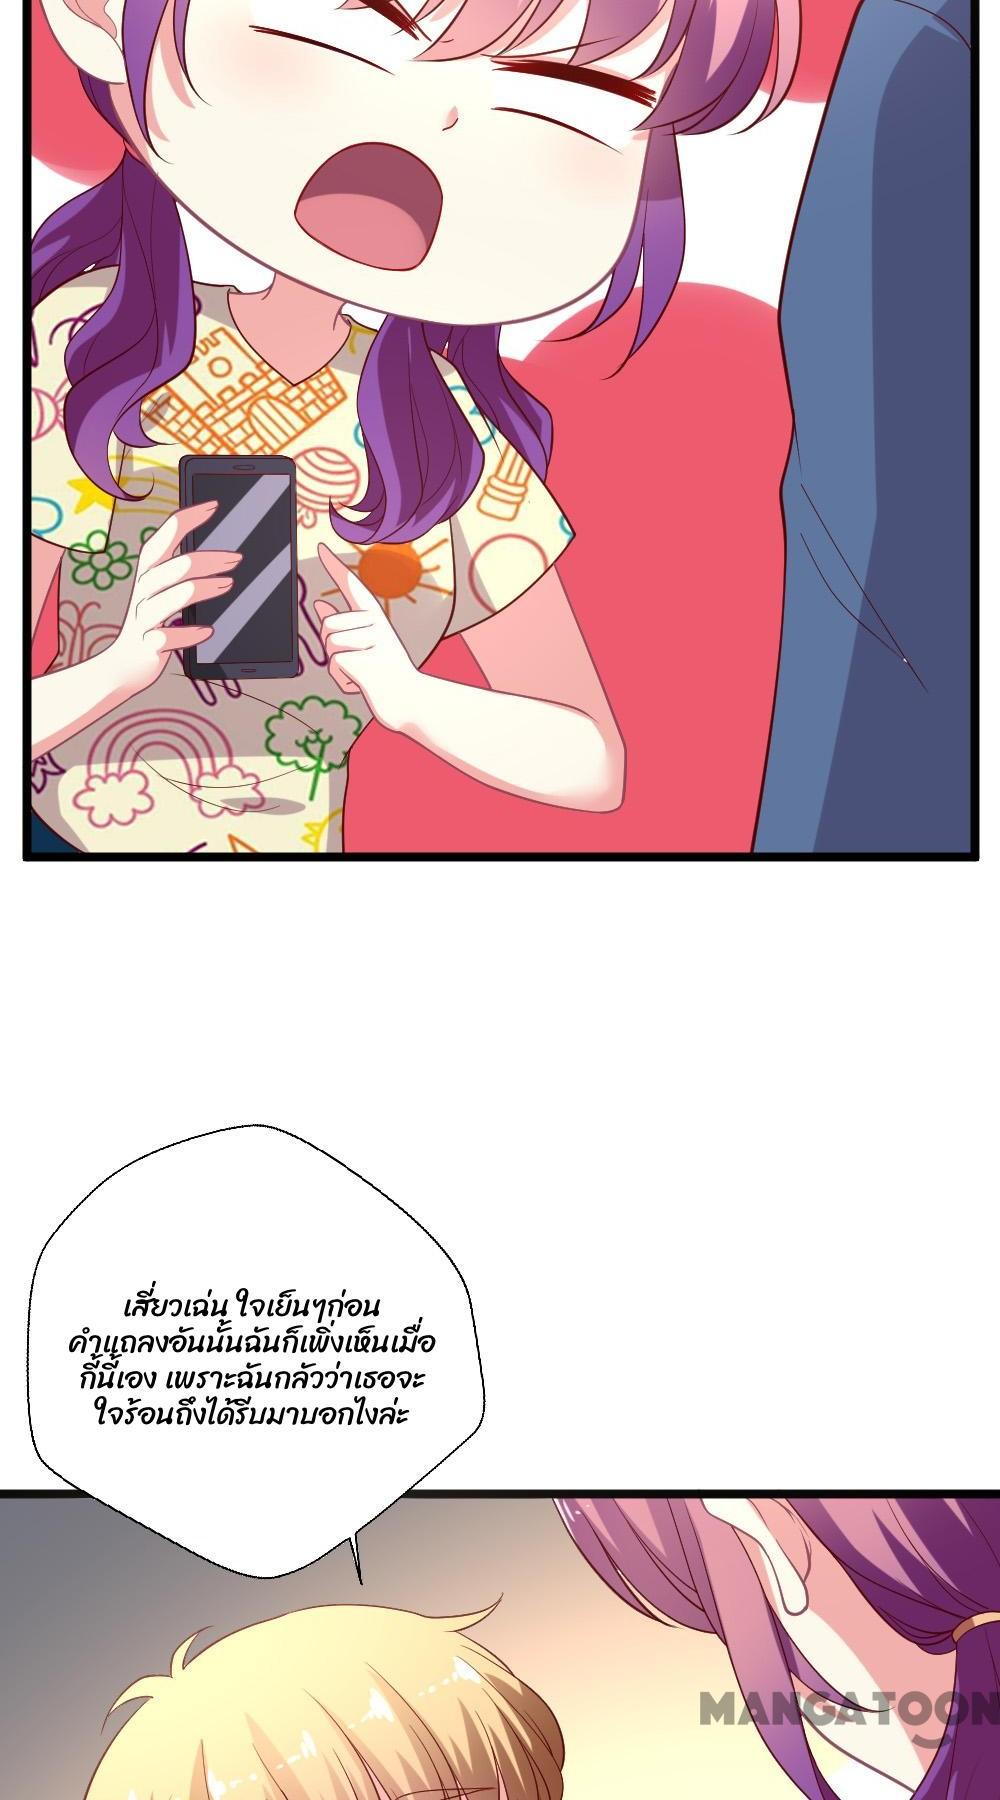 เสี่ยวเฉ่น ใจเย็นๆก่อน
คำแถลงอันนั้นฉันก็เพิ่งเห็นเมื่อ
กี้นี้เอง เพราะฉันกลัวว่าเธอจะ
ใจร้อนถึงได้รีบมาบอกไงล่ะ
MANGATOON